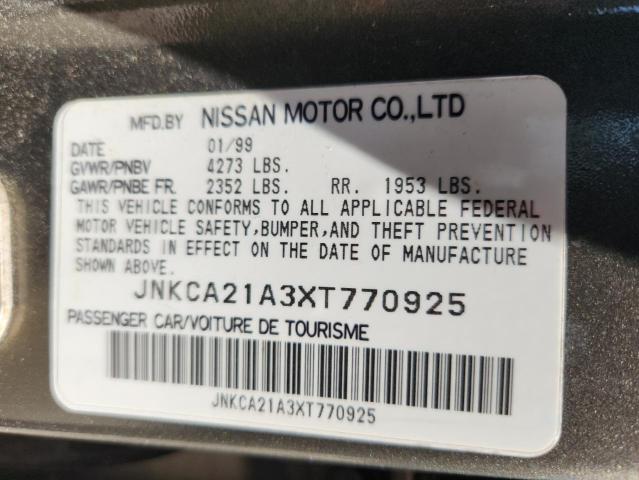 MFD.BY NISSAN MOTOR CO.,LTD
DATE 01/99
GVWR/PNBV 4273 LBS.
GAWR/PNBE FR. 2352 LBS. RR. 1953 LBS.
THIS VEHICLE CONFORMS TO ALL APPLICABLE FEDERAL
MOTOR VEHICLE SAFETY,BUMPER,AND THEFT PREVENTION
STANDARDS IN EFFECT ON THE DATE OF MANUFACTURE
SHOWN ABOVE.
JNKCA21A3XT770925
PASSENGER CAR/VOITURE DE TOURISME
JNKCA21A3XT770925